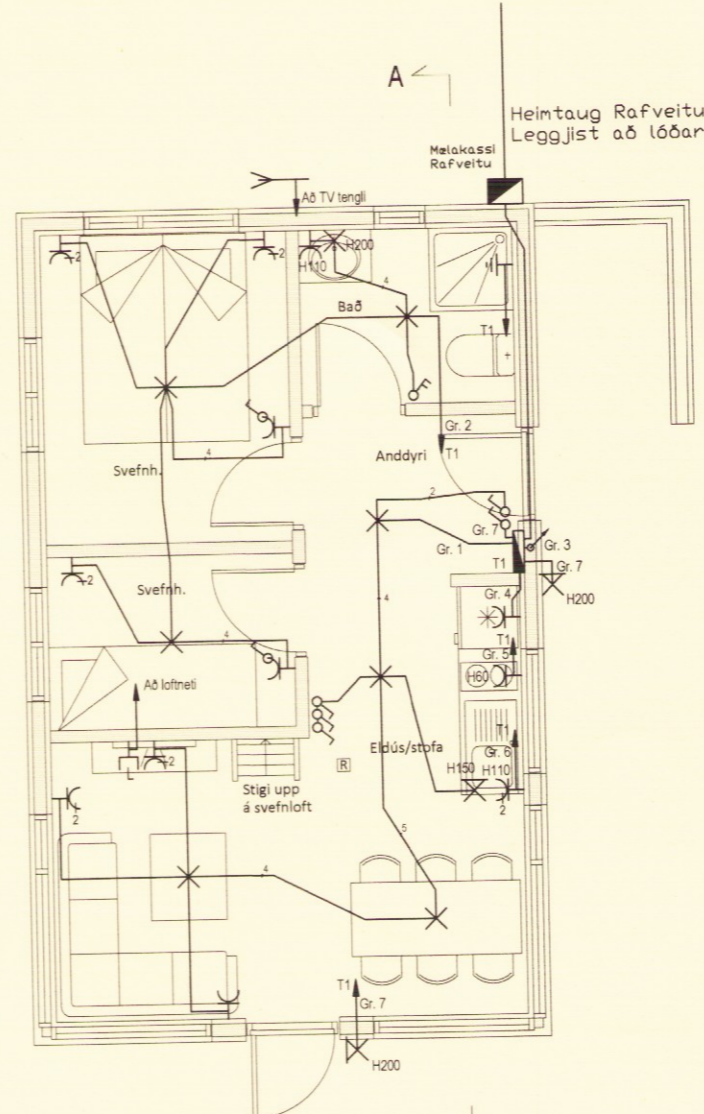 A
Heimtaug Rafveitu
Leggjist að lóðar
Mælakassi
Rafveitu
Að TV tengli
2
2
H110
H200
4
Bað
T1
Gr. 2
T1
Anddyri
4
Svefnh.
2
Gr. 7
Gr. 1
Gr. 3
T1
Gr. 7
H200
Gr. 4
2
Svefnh.
4
4
T1
Gr. 5
H60
Að loftneti
T1
Gr. 6
Eldús/stofa
R
H150
H110
2
Stigi upp
á svefnloft
2
5
4
T1
Gr. 7
H200